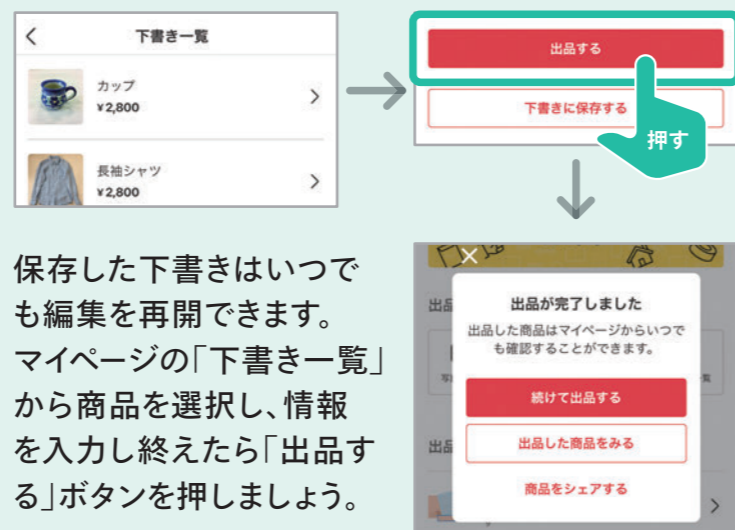 下書き一覧
カップ
¥2,800
長袖シャツ
¥2,800
出品する
下書きに保存する
押す
保存した下書きはいつで
も編集を再開できます。
マイページの「下書き一覧」
から商品を選択し、情報
を入力し終えたら「出品す
る」ボタンを押しましょう。
出品
出品が完了しました
出品した商品はマイページからいつで
も確認することができます。
続けて出品する
出品した商品をみる
出品
商品をシェアする